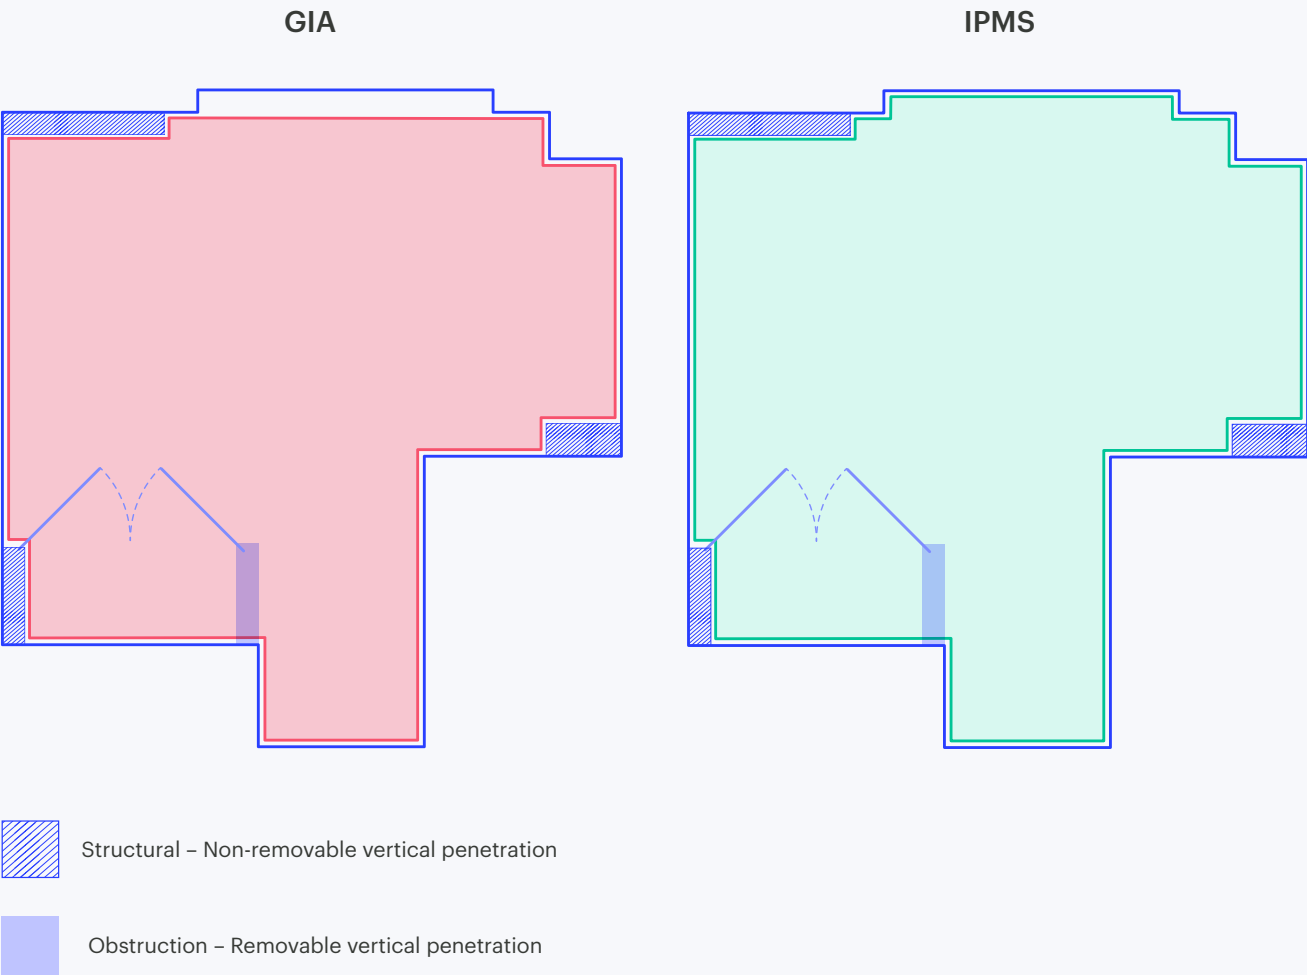 GIA
IPMS
Structural – Non-removable vertical penetration
Obstruction – Removable vertical penetration